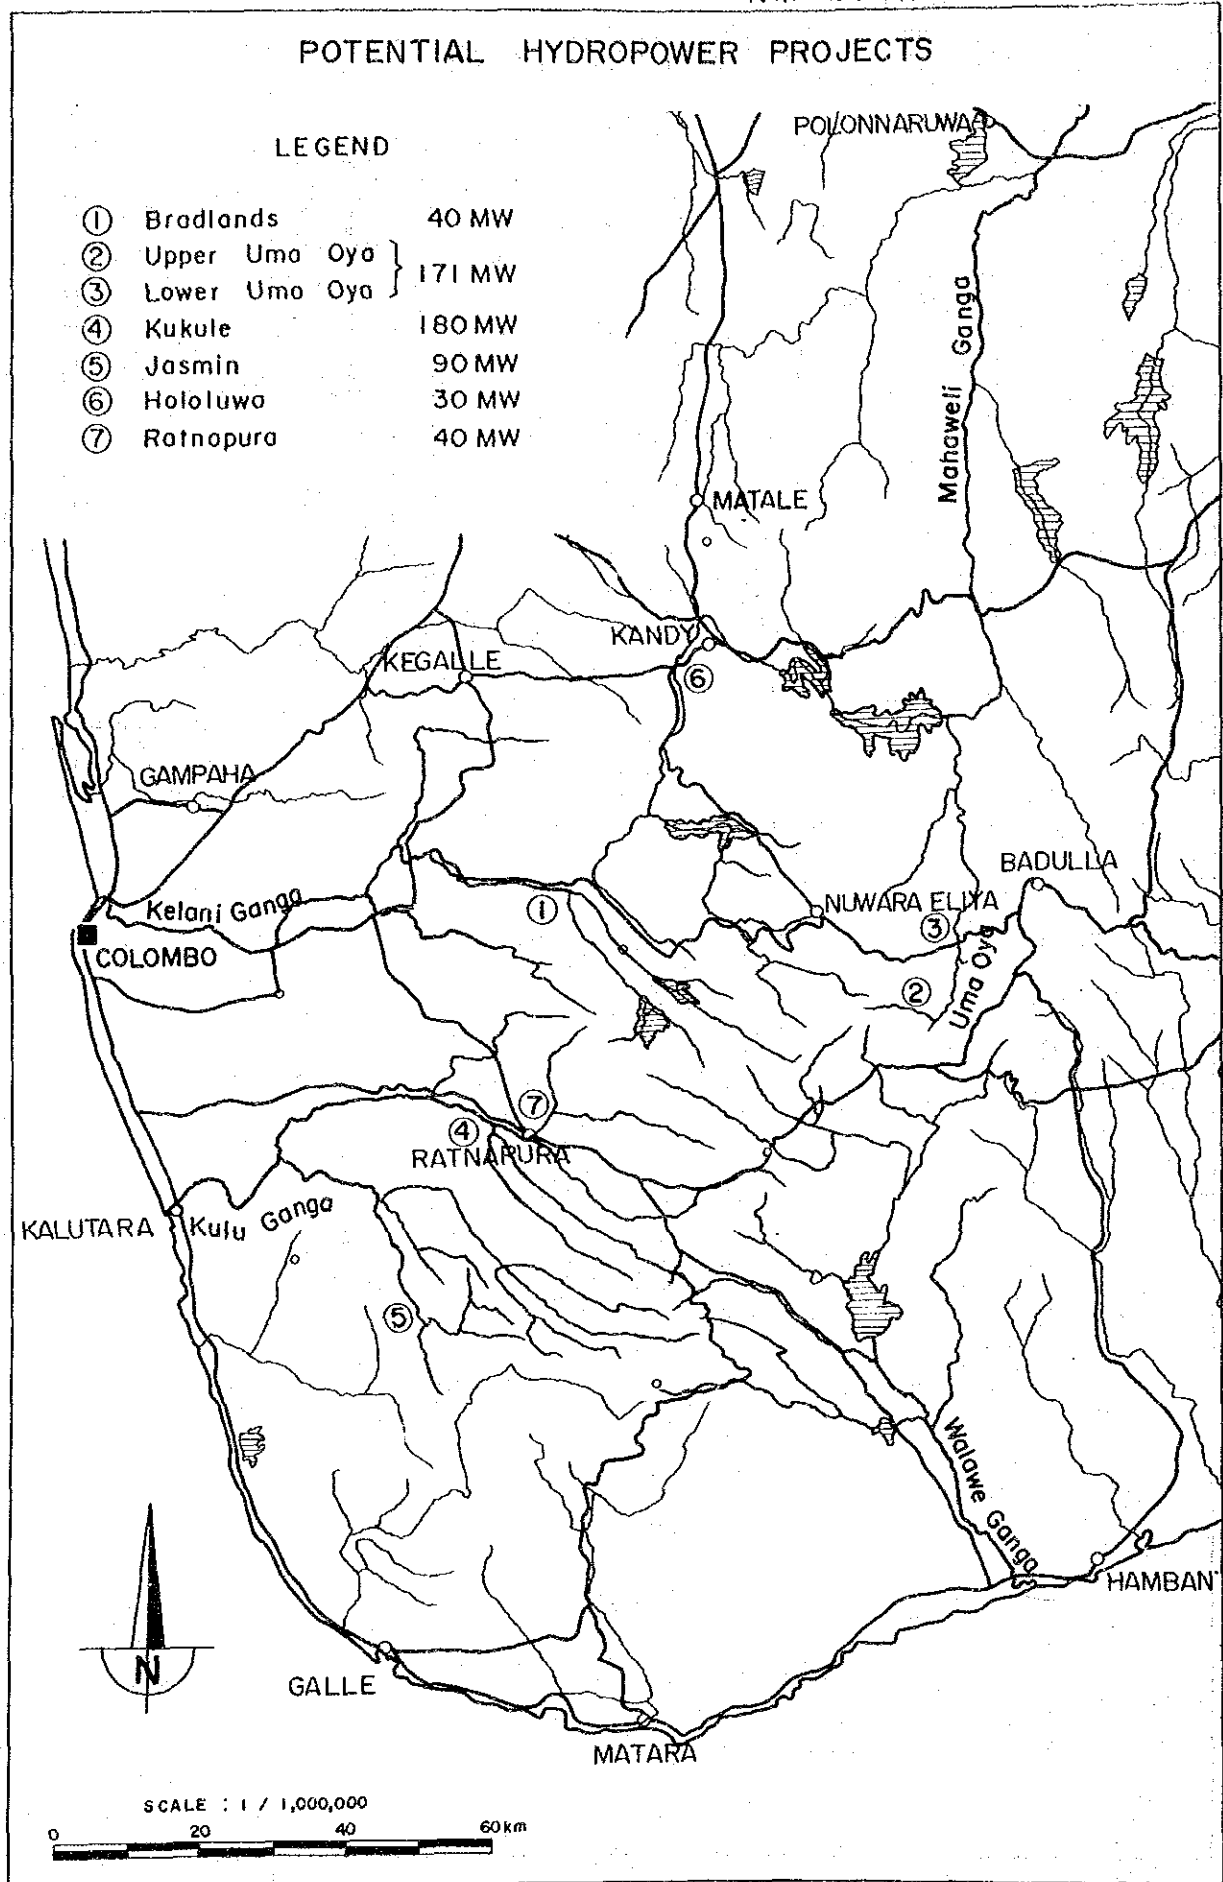 POTENTIAL HYDROPOWER PROJECTS
LEGEND
① Bradlands 40 MW
② Upper Uma Oya
③ Lower Uma Oya } 171 MW
④ Kukule 180 MW
⑤ Jasmin 90 MW
⑥ Hololuwa 30 MW
⑦ Ratnapura 40 MW
POLONNARUWA
Mahaweli Ganga
MATALE
KANDY
KEGALLE
⑥
GAMPAHA
BADULLA
Kelani Ganga
①
NUWARA ELIYA
③
COLOMBO
②
Uma Oya
⑦
④
RATNAPURA
KALUTARA
Kulu Ganga
⑤
Walawe Ganga
HAMBANT
N
GALLE
MATARA
SCALE : 1 / 1,000,000
0 20 40 60 km